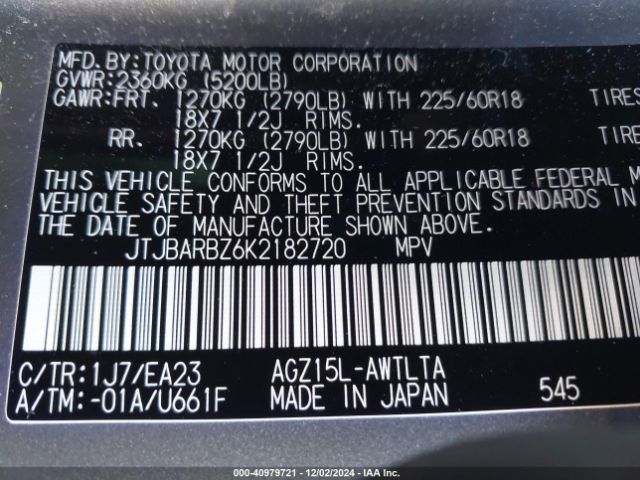 MFD. BY:TOYOTA MOTOR CORPORATION
GVWR:2360KG (5200LB)
GAWR:FRT. 1270KG (2790LB) WITH 225/60R18 TIRES
18X7 1/2J RIMS.
RR. 1270KG (2790LB) WITH 225/60R18 TIRE
18X7 1/2J RIMS.
THIS VEHICLE CONFORMS TO ALL APPLICABLE FEDERAL M
VEHICLE SAFETY AND THEFT PREVENTION STANDARDS IN
THE DATE OF MANUFACTURE SHOWN ABOVE.
JTJBARBZ6K2182720 MPV
C/TR:1J7/EA23 AGZ15L-AWTLTA
A/TM:-01A/U661F MADE IN JAPAN 545
000-40979721 - 12/02/2024 - IAAI.COM